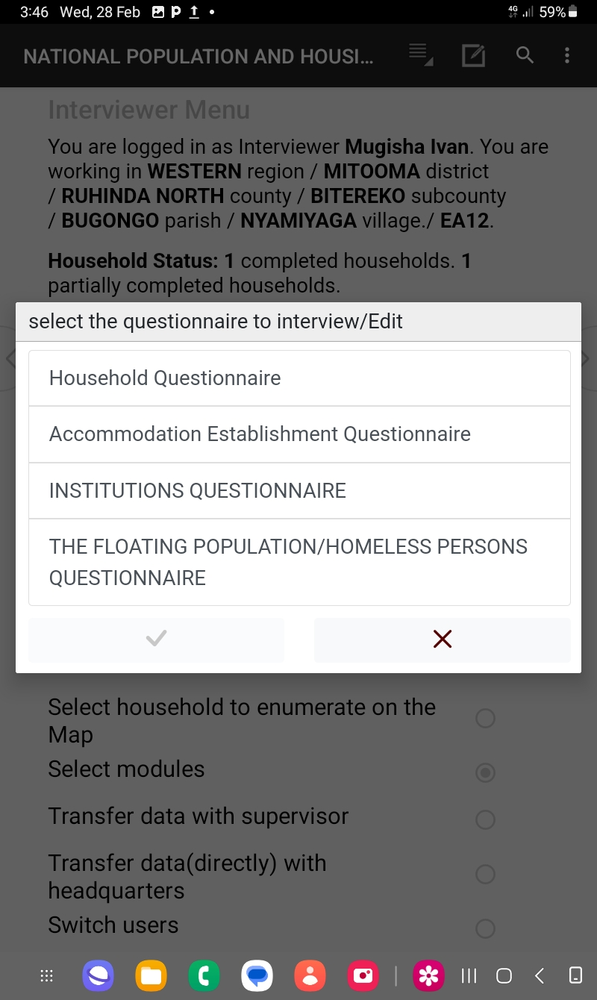 3:46 Wed, 28 Feb 4G 59%
NATIONAL POPULATION AND HOUSI...
Interviewer Menu
You are logged in as Interviewer Mugisha Ivan. You are
working in WESTERN region / MITOOMA district
/ RUHINDA NORTH county / BITEREKO subcounty
/ BUGONGO parish / NYAMIYAGA village./ EA12.
Household Status: 1 completed households. 1
partially completed households.
select the questionnaire to interview/Edit
Household Questionnaire
Accommodation Establishment Questionnaire
INSTITUTIONS QUESTIONNAIRE
THE FLOATING POPULATION/HOMELESS PERSONS
QUESTIONNAIRE
Select household to enumerate on the
Map
Select modules
Transfer data with supervisor
Transfer data(directly) with
headquarters
Switch users